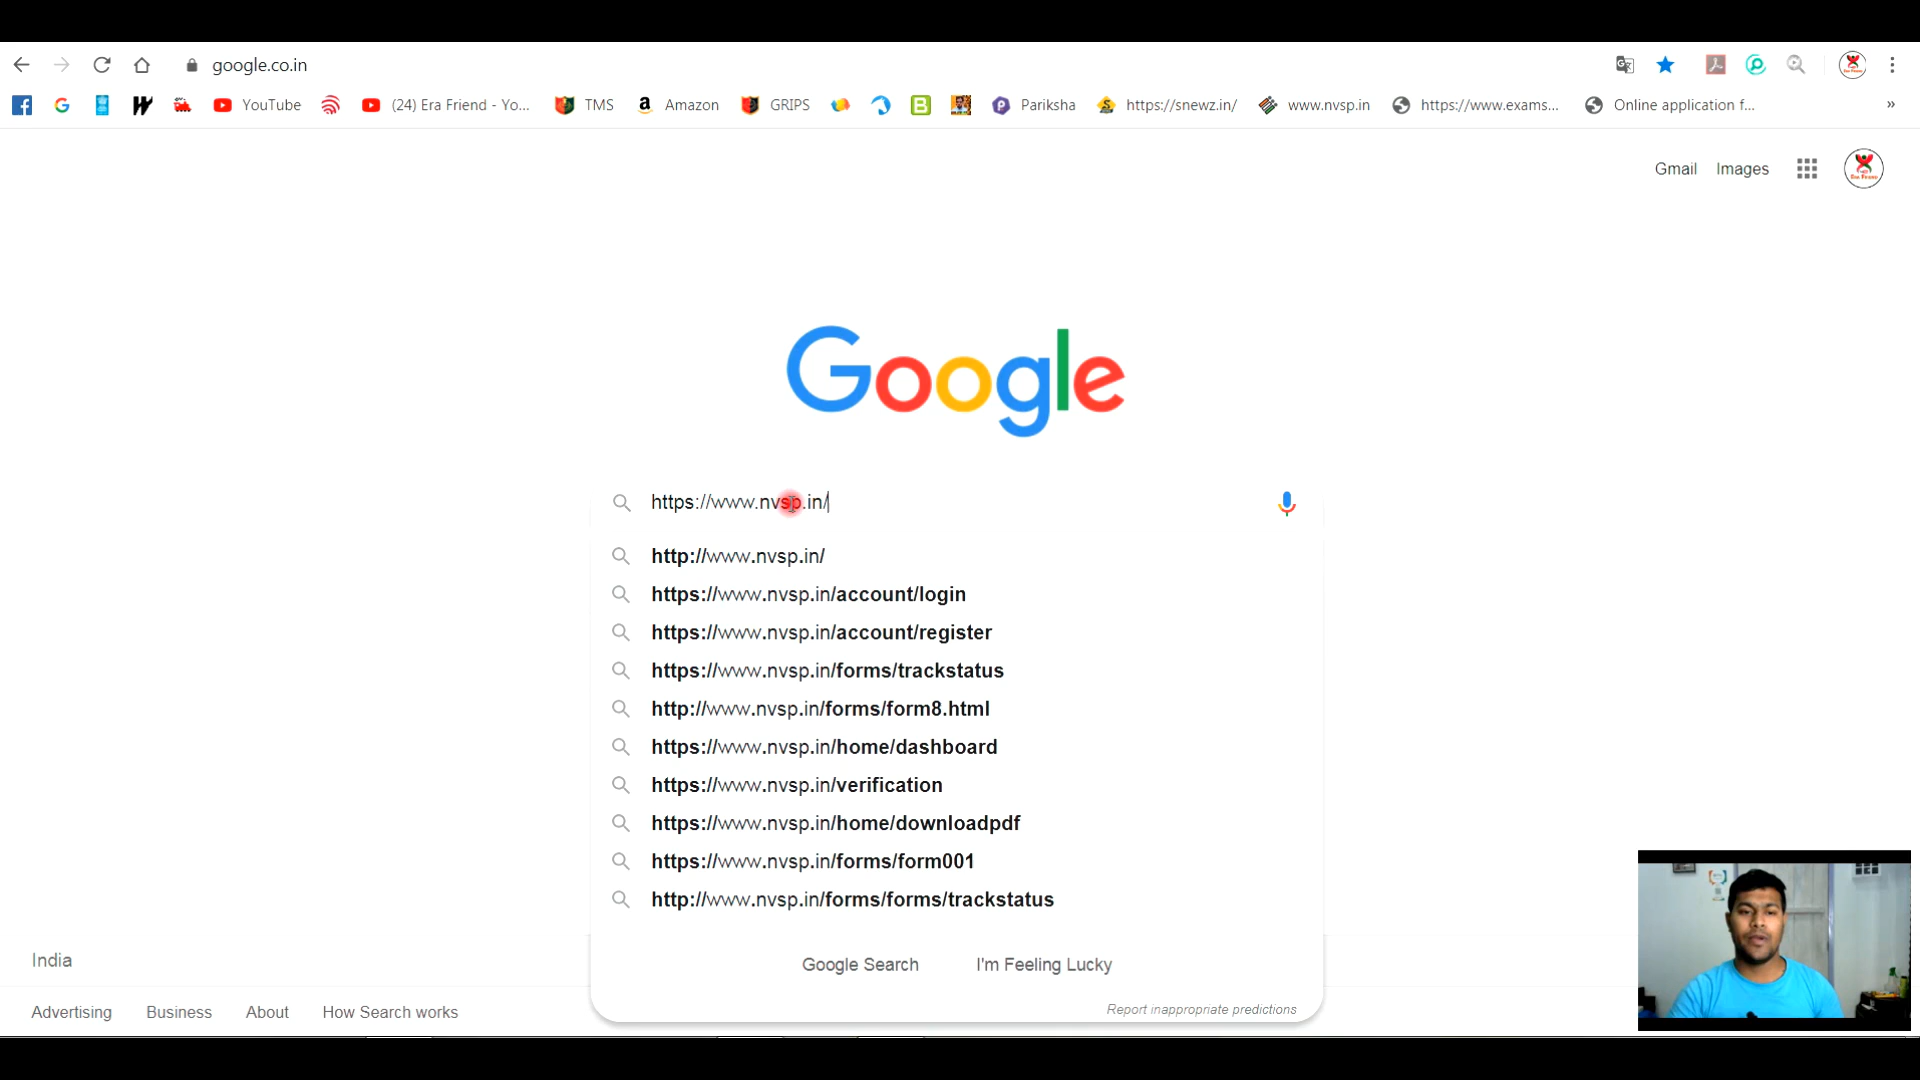 google.co.in
YouTube
(24) Era Friend - Yo...
TMS
Amazon
GRIPS
Pariksha
https://snewz.in/
www.nvsp.in
https://www.exams...
Online application f...
»
Gmail
Images
Google
https://www.nvsp.in/
http://www.nvsp.in/
https://www.nvsp.in/account/login
https://www.nvsp.in/account/register
https://www.nvsp.in/forms/trackstatus
http://www.nvsp.in/forms/form8.html
https://www.nvsp.in/home/dashboard
https://www.nvsp.in/verification
https://www.nvsp.in/home/downloadpdf
https://www.nvsp.in/forms/form001
http://www.nvsp.in/forms/forms/trackstatus
Google Search
I'm Feeling Lucky
Report inappropriate predictions
India
Advertising
Business
About
How Search works